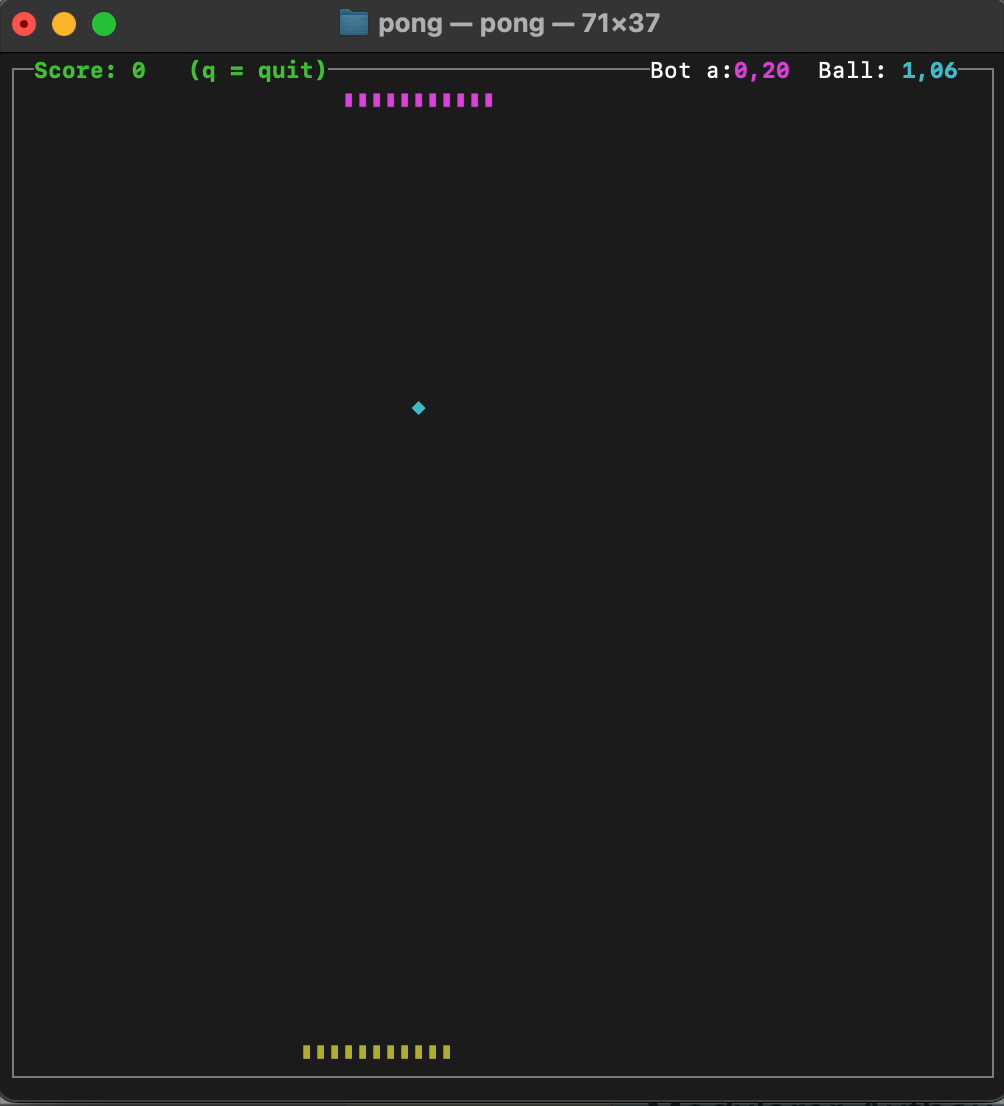 pong — pong — 71×37
Score: 0 (q = quit) Bot a:0,20 Ball: 1,06